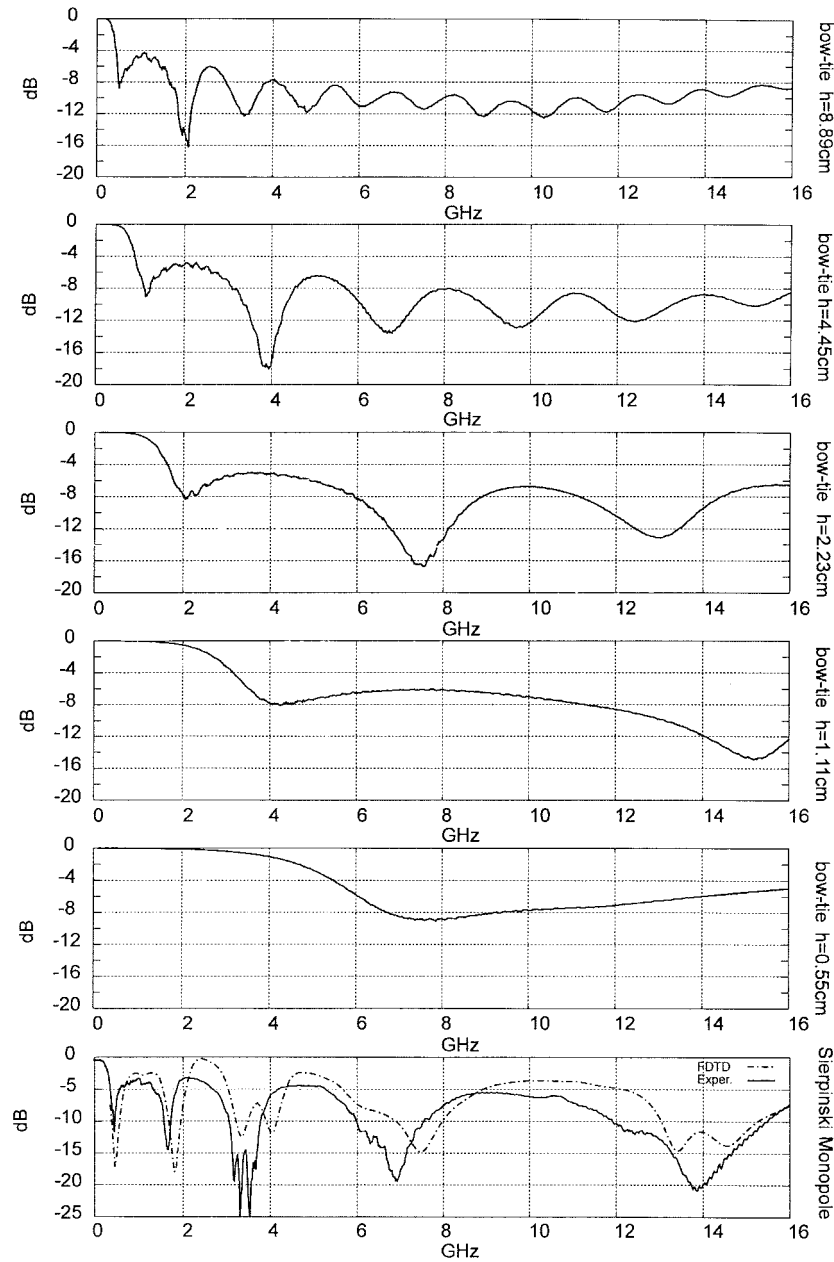 0
-4
-8
-12
-16
-20
dB
2 4 6 8 10 12 14 16
GHz
bow-tie h=8.89cm
0
-4
-8
-12
-16
-20
dB
0 2 4 6 8 10 12 14 16
GHz
bow-tie h=4.45cm
0
-4
-8
-12
-16
-20
dB
0 2 4 6 8 10 12 14 16
GHz
bow-tie h=2.23cm
0
-4
-8
-12
-16
-20
dB
0 2 4 6 8 10 12 14 16
GHz
bow-tie h=1.11cm
0
-4
-8
-12
-16
-20
dB
0 2 4 6 8 10 12 14 16
GHz
bow-tie h=0.55cm
0
-5
-10
-15
-20
-25
dB
FDTD
Exper.
0 2 4 6 8 10 12 14 16
GHz
Sierpinski Monopole